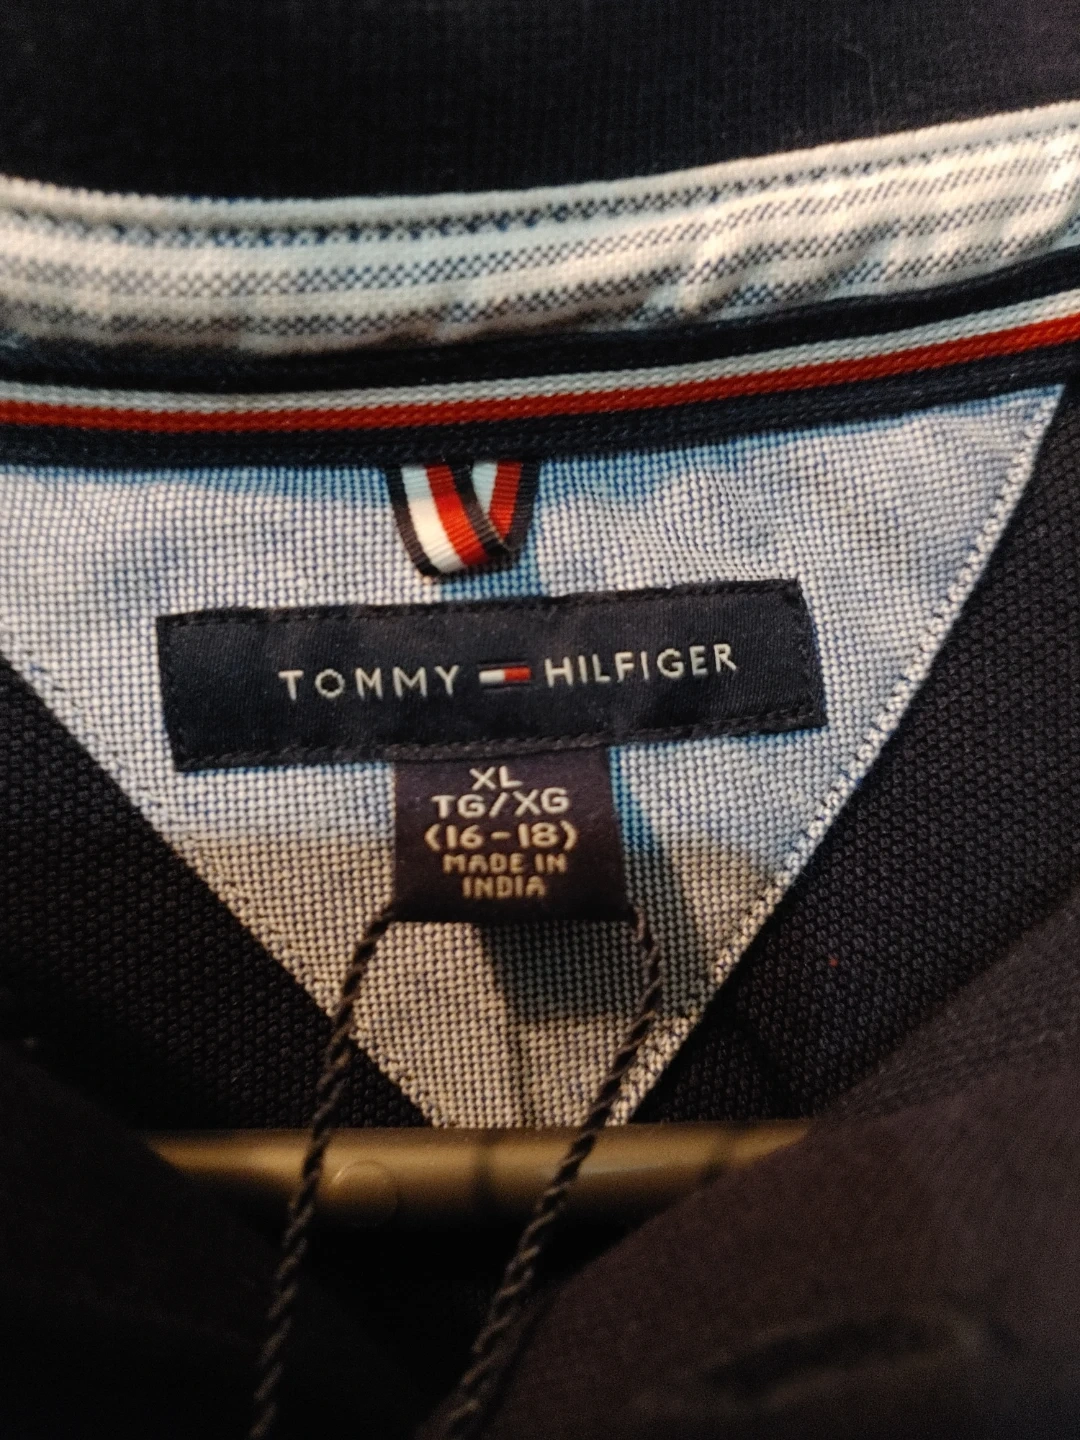 TOMMY HILFIGER
XL
TG/XG
(16-18)
MADE IN
INDIA